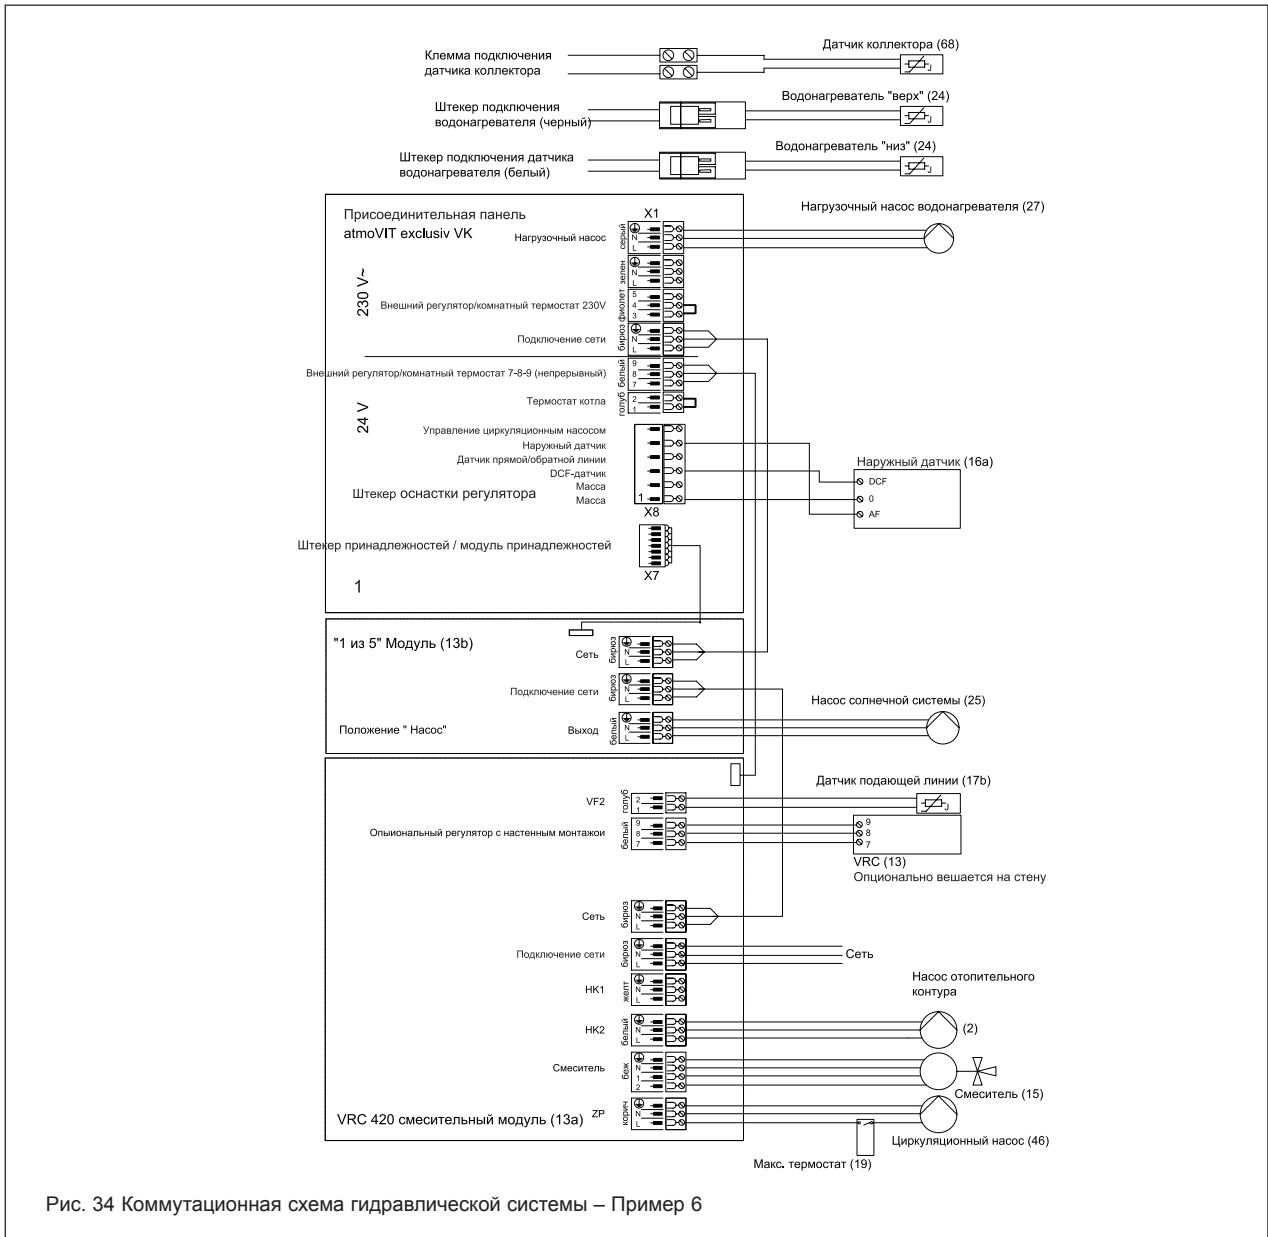 Клемма подключения
датчика коллектора
Датчик коллектора (68)
J
Штекер подключения
водонагревателя (черный)
Водонагреватель "верх" (24)
J
Штекер подключения датчика
водонагревателя (белый)
Водонагреватель "низ" (24)
J
Присоединительная панель
atmoVIT exclusiv VK
X1
Нагрузочный насос
серый
N
L
Нагрузочный насос водонагревателя (27)
зелен
N
L
230 V~
Внешний регулятор/комнатный термостат 230V
фиолет
5
4
3
Подключение сети
бирюз
N
L
Внешний регулятор/комнатный термостат 7-8-9 (непрерывный)
белый
9
8
7
24 V
Термостат котла
голуб
2
1
Управление циркуляционным насосом
Наружный датчик
Датчик прямой/обратной линии
DCF-датчик
Масса
Масса
Штекер оснастки регулятора
1
X8
Наружный датчик (16a)
DCF
0
AF
Штекер принадлежностей / модуль принадлежностей
X7
1
"1 из 5" Модуль (13b)
Сеть
бирюз
N
L
Подключение сети
бирюз
N
L
Положение " Насос"
Выход
белый
N
L
Насос солнечной системы (25)
VF2
голуб
2
1
Датчик подающей линии (17b)
J
Опыиональный регулятор с настенным монтажои
белый
9
8
7
9
8
7
VRC (13)
Опционально вешается на стену
Сеть
бирюз
N
L
Подключение сети
бирюз
N
L
Сеть
HK1
желт
N
L
Насос отопительного
контура
HK2
белый
N
L
(2)
Смеситель
беж
N
1
2
Смеситель (15)
VRC 420 смесительный модуль (13a)
ZP
корич
N
L
Циркуляционный насос (46)
Макс. термостат (19)
Рис. 34 Коммутационная схема гидравлической системы – Пример 6